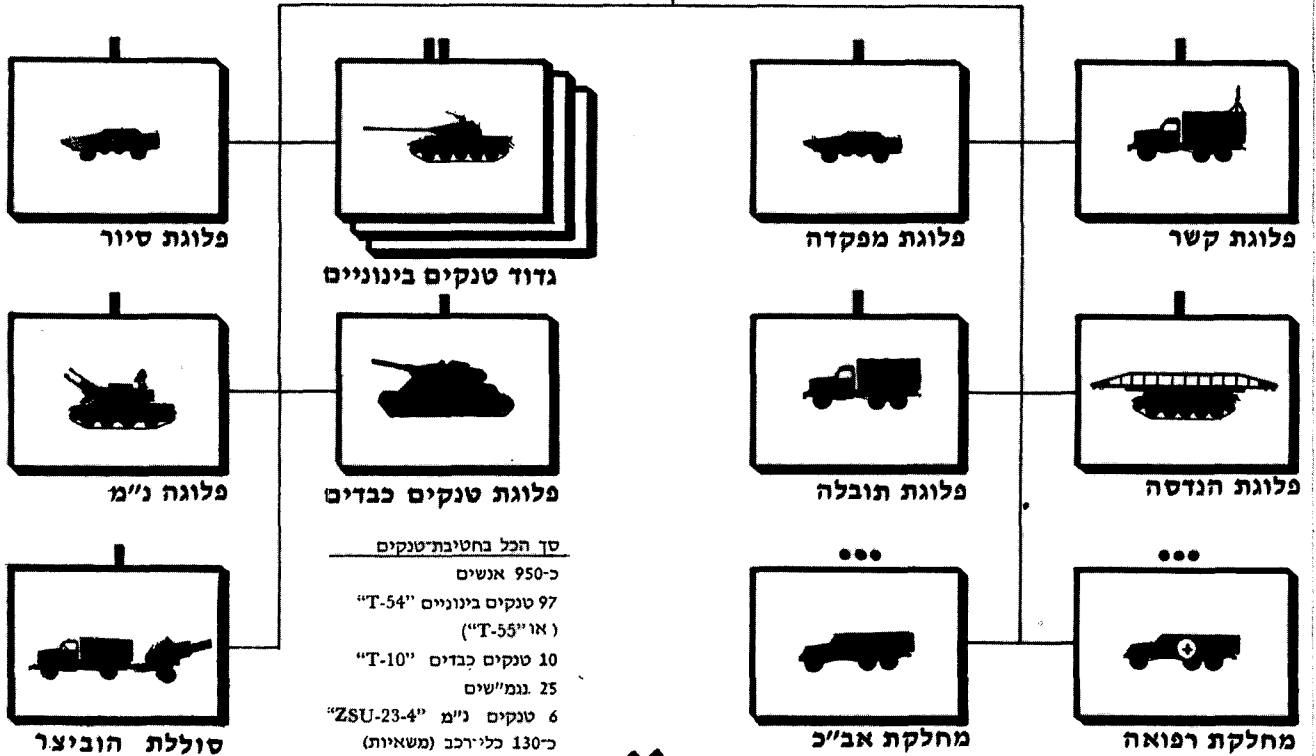 פלוגת קשר
פלוגת מפקדה
גדוד טנקים בינוניים
פלוגת סיור
פלוגת הנדסה
פלוגת תובלה
פלוגת טנקים כבדים
פלוגה נ"מ
מחלקת רפואה
מחלקת אב"כ
סוללת הוביצר
סך הכל בחטיבת־טנקים
כ-950 אנשים
97 טנקים בינוניים "T-54"
(או "T-55")
10 טנקים כבדים "T-10"
25 נגמ"שים
6 טנקים נ"מ "ZSU-23-4"
כ־130 כלי־רכב (משאיות)